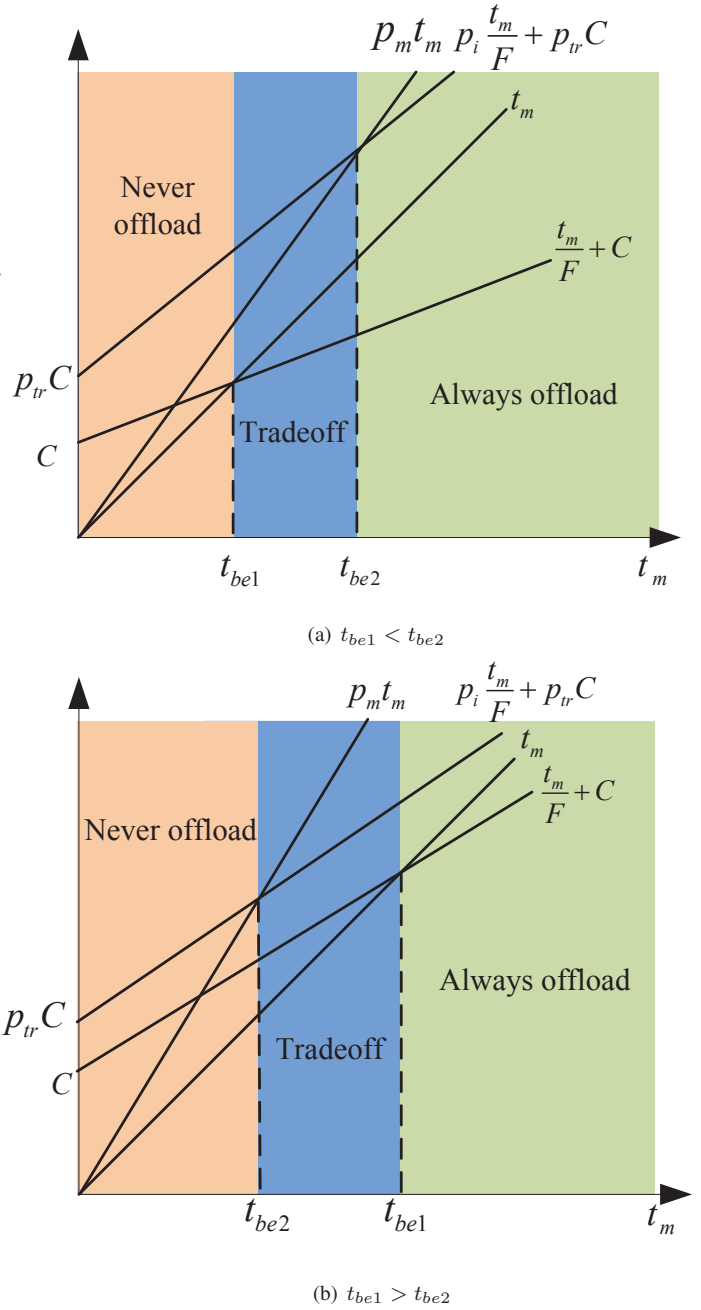 p_m t_m p_i t_m/F + p_tr C
t_m
Never
offload
t_m/F + C
p_tr C
Always offload
Tradeoff
C
t_be1 t_be2 t_m
(a) t_be1 < t_be2
p_m t_m p_i t_m/F + p_tr C
t_m
t_m/F + C
Never offload
Always offload
p_tr C
Tradeoff
C
t_be2 t_be1 t_m
(b) t_be1 > t_be2